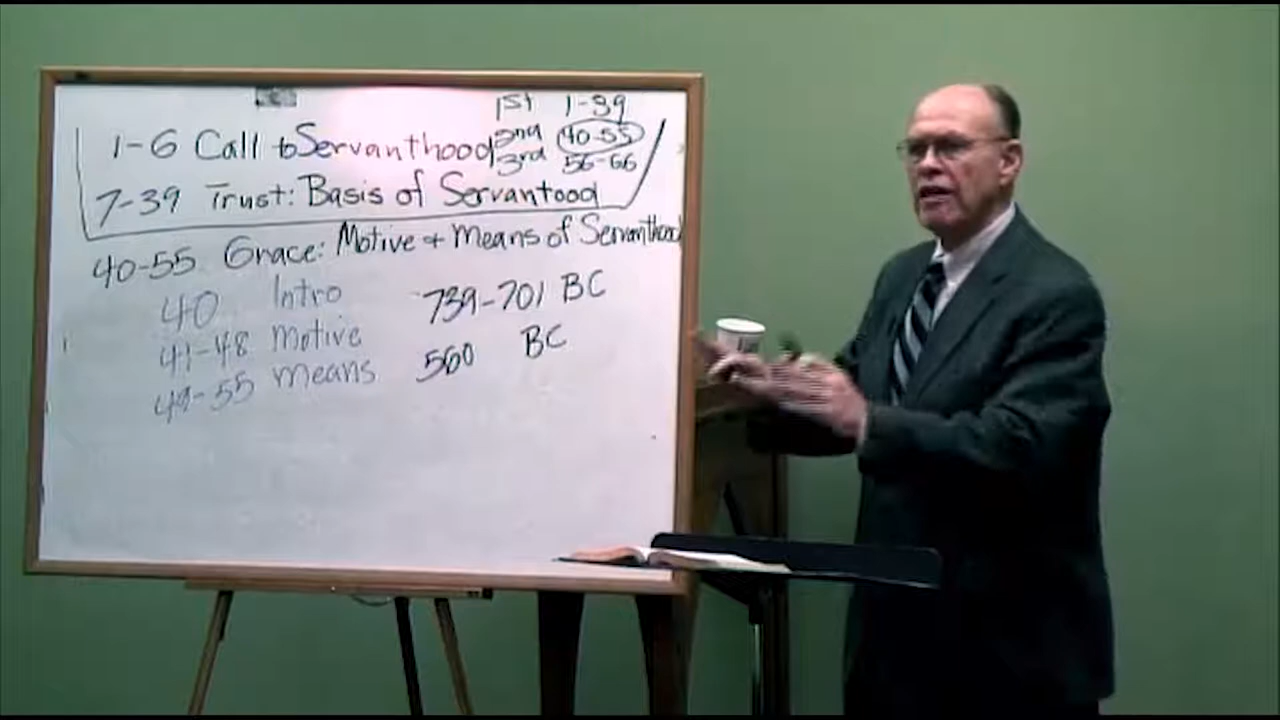 1st 1-39
2nd 40-55
3rd 56-66
1-6 Call to Servanthood
7-39 Trust: Basis of Servantood
40-55 Grace: Motive + Means of Servanthood
40 Intro 739-701 BC
41-48 Motive
560 BC
49-55 means